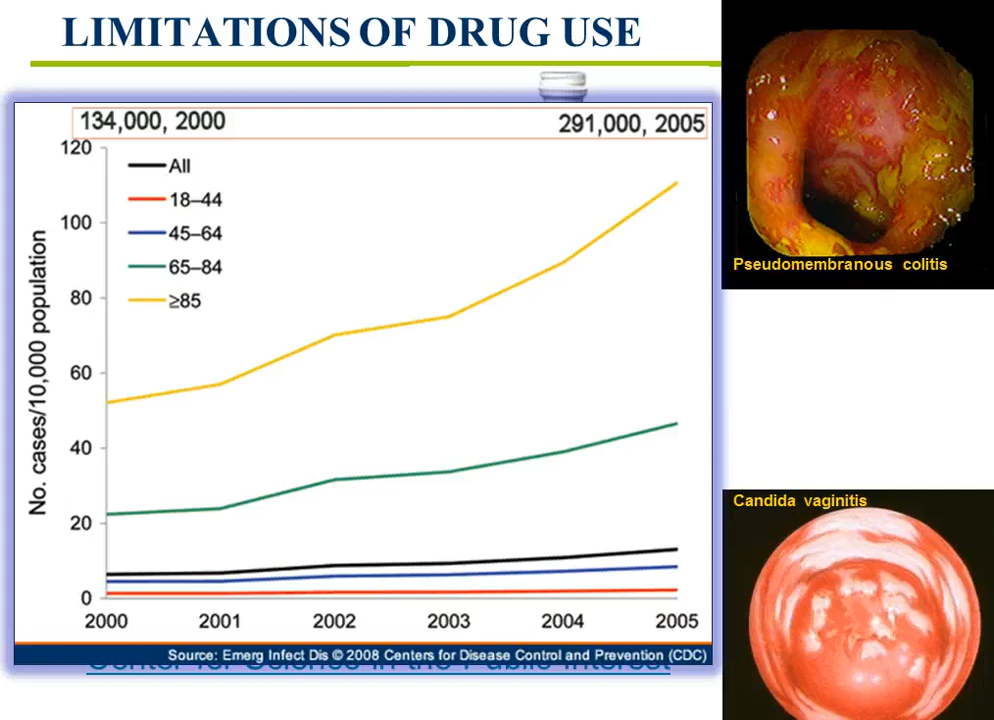 LIMITATIONS OF DRUG USE
134,000, 2000
291,000, 2005
No. cases/10,000 population
120
100
80
60
40
20
0
All
18–44
45–64
65–84
≥85
2000 2001 2002 2003 2004 2005
Source: Emerg Infect Dis © 2008 Centers for Disease Control and Prevention (CDC)
Center for Science in the Public Interest
Pseudomembranous colitis
Candida vaginitis